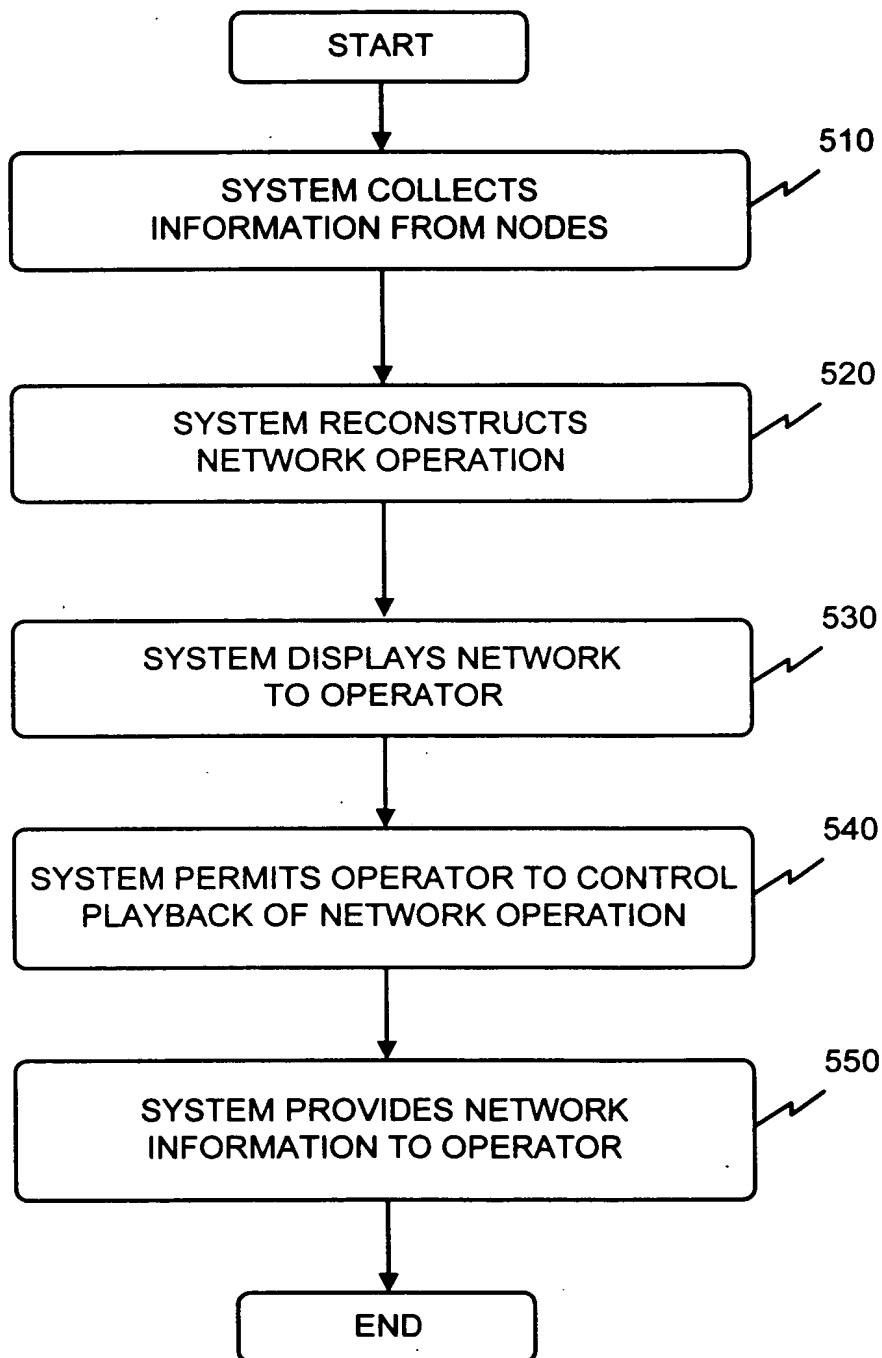 START
510
SYSTEM COLLECTS
INFORMATION FROM NODES
520
SYSTEM RECONSTRUCTS
NETWORK OPERATION
530
SYSTEM DISPLAYS NETWORK
TO OPERATOR
540
SYSTEM PERMITS OPERATOR TO CONTROL
PLAYBACK OF NETWORK OPERATION
550
SYSTEM PROVIDES NETWORK
INFORMATION TO OPERATOR
END